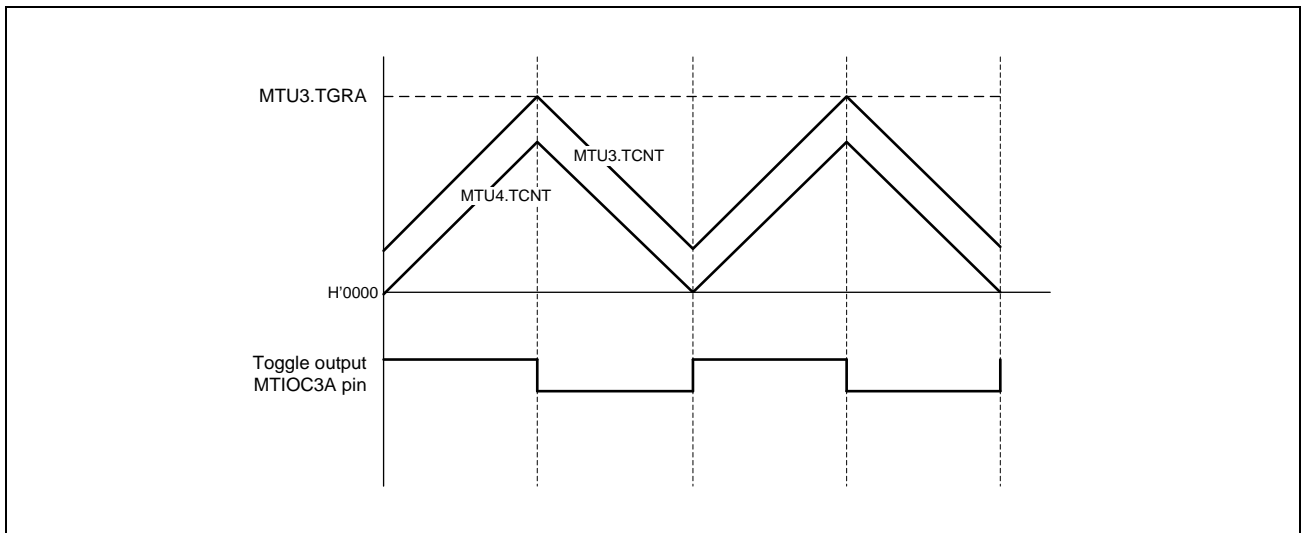 MTU3.TGRA
MTU3.TCNT
MTU4.TCNT
H'0000
Toggle output
MTIOC3A pin